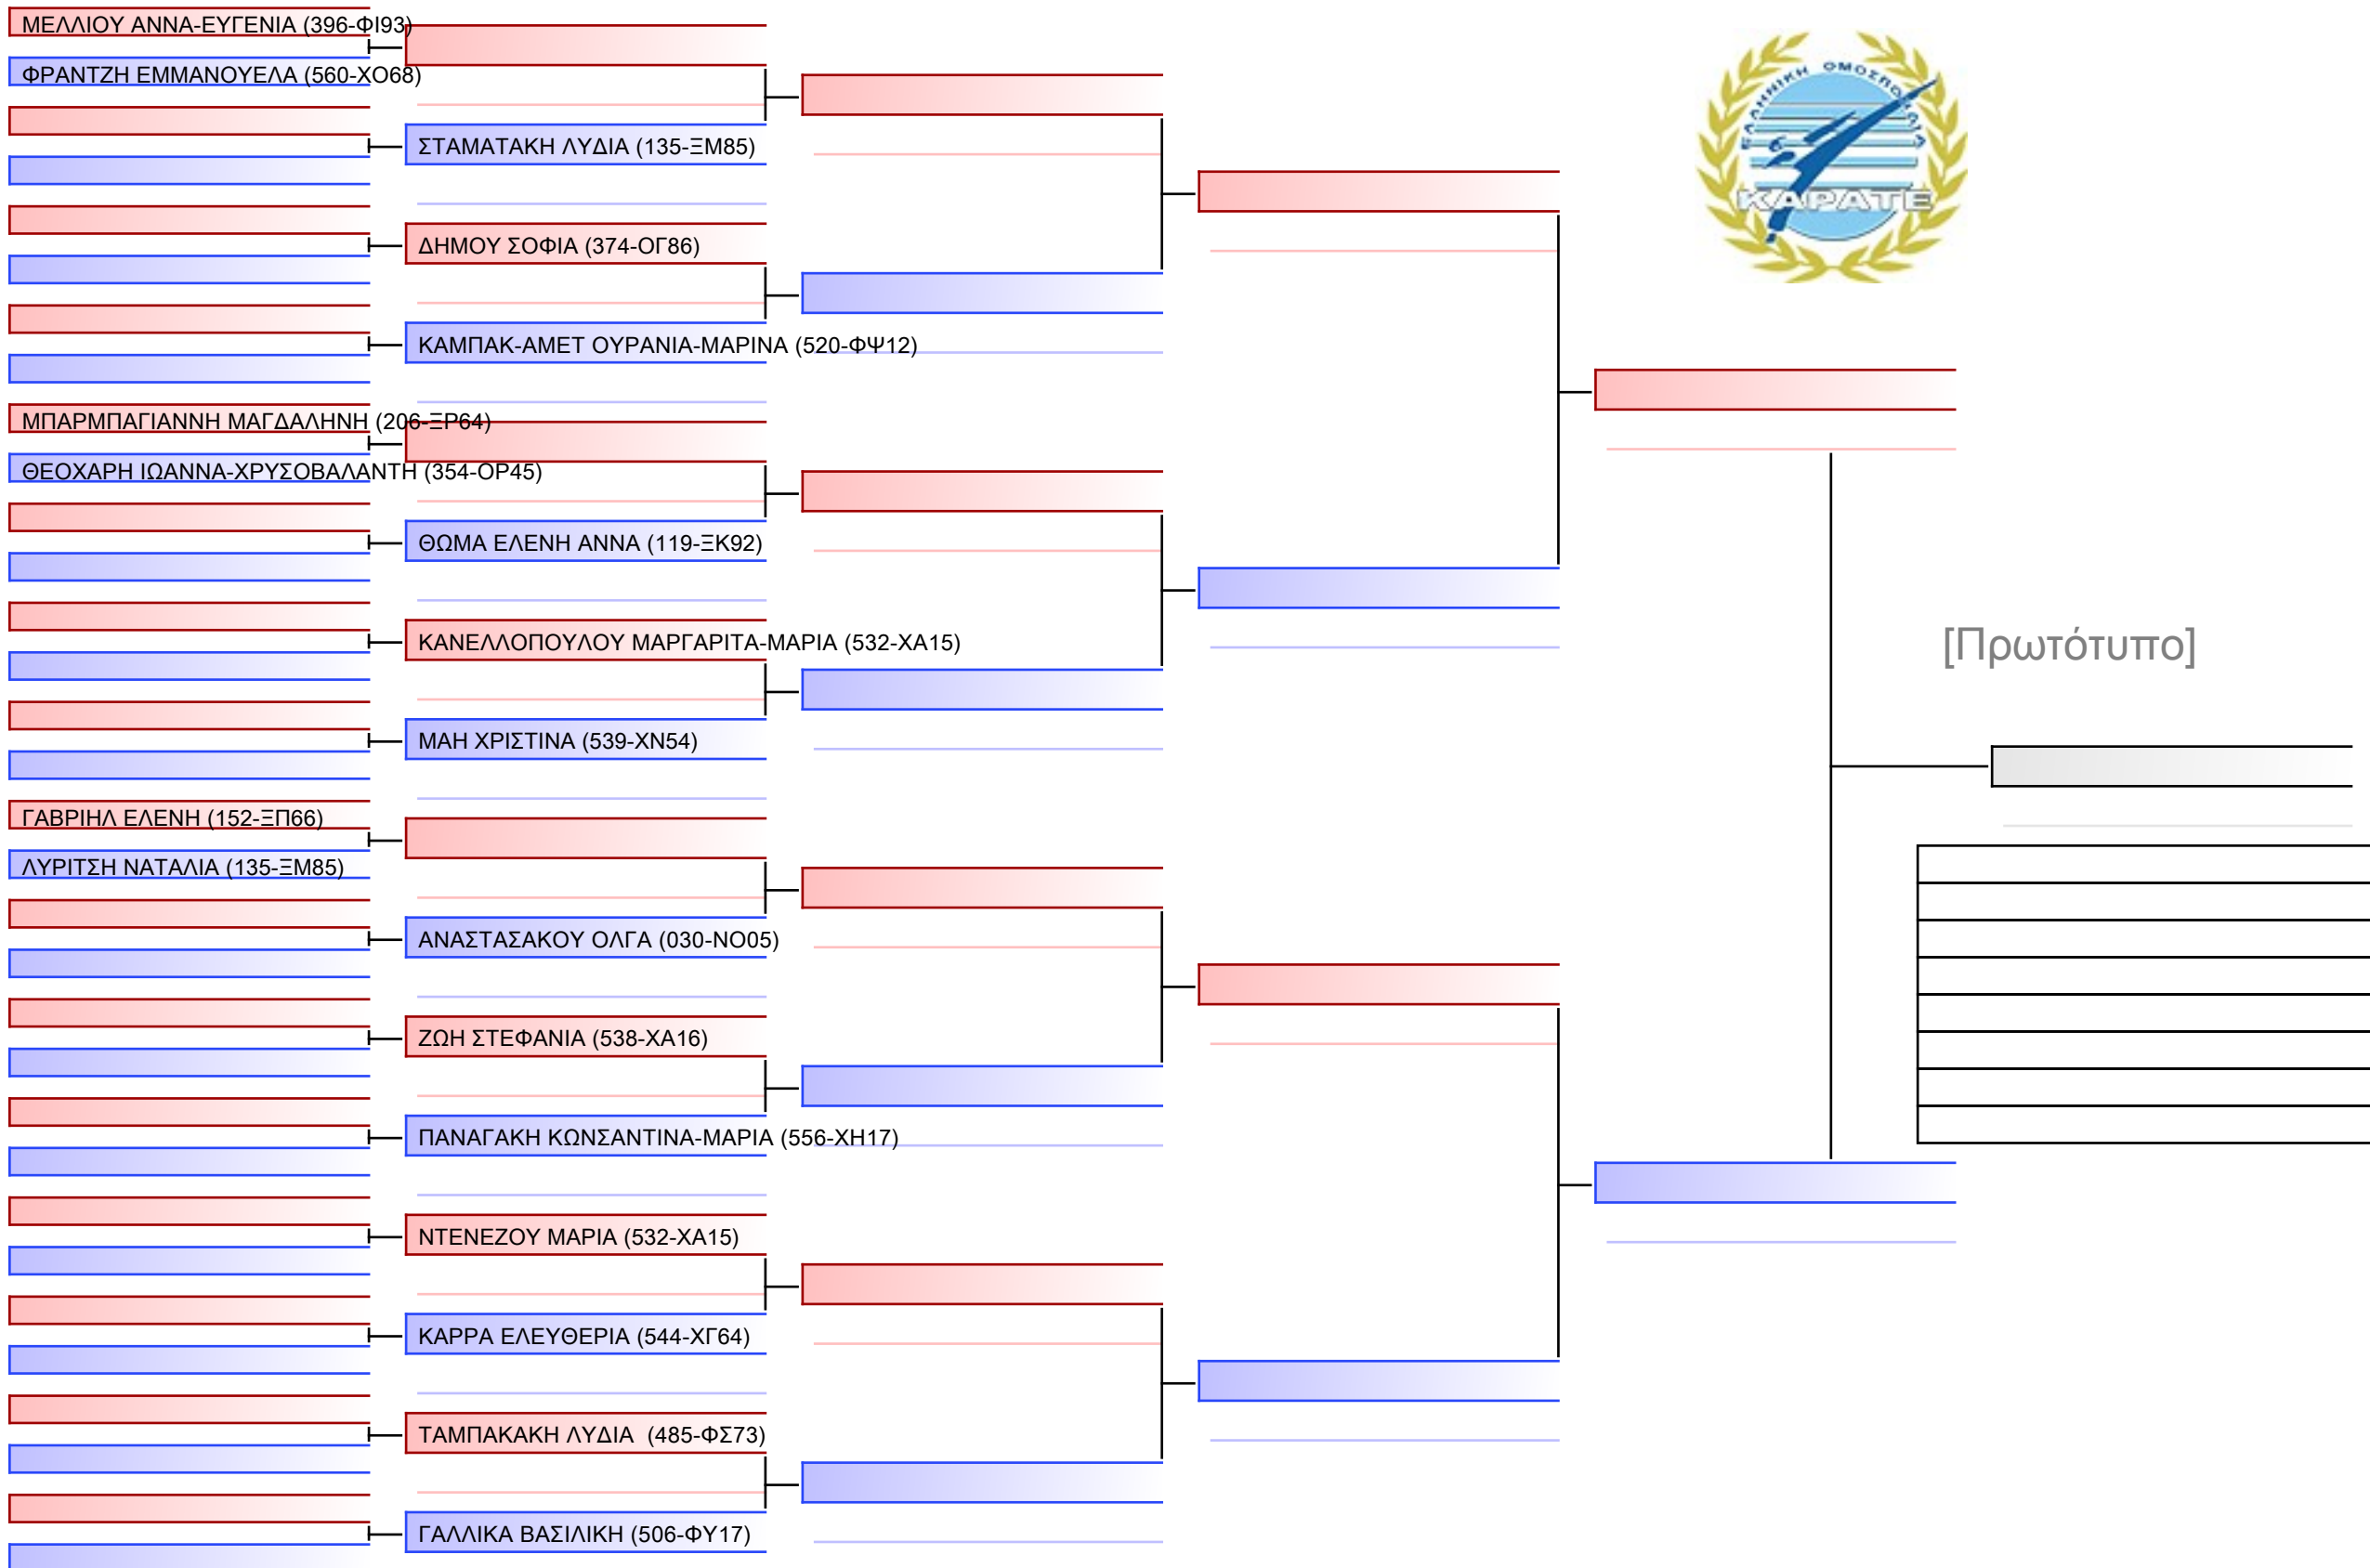 ΜΕΛΛΙΟΥ ΑΝΝΑ-ΕΥΓΕΝΙΑ (396-ΦΙ93)
ΦΡΑΝΤΖΗ ΕΜΜΑΝΟΥΕΛΑ (560-ΧΟ68)
ΣΤΑΜΑΤΑΚΗ ΛΥΔΙΑ (135-ΞΜ85)
ΔΗΜΟΥ ΣΟΦΙΑ (374-ΟΓ86)
ΚΑΜΠΑΚ-ΑΜΕΤ ΟΥΡΑΝΙΑ-ΜΑΡΙΝΑ (520-ΦΨ12)
ΜΠΑΡΜΠΑΓΙΑΝΝΗ ΜΑΓΔΑΛΗΝΗ (206-ΞΡ64)
ΘΕΟΧΑΡΗ ΙΩΑΝΝΑ-ΧΡΥΣΟΒΑΛΑΝΤΗ (354-ΟΡ45)
ΘΩΜΑ ΕΛΕΝΗ ΑΝΝΑ (119-ΞΚ92)
ΚΑΝΕΛΛΟΠΟΥΛΟΥ ΜΑΡΓΑΡΙΤΑ-ΜΑΡΙΑ (532-ΧΑ15)
ΜΑΗ ΧΡΙΣΤΙΝΑ (539-ΧΝ54)
ΓΑΒΡΙΗΛ ΕΛΕΝΗ (152-ΞΠ66)
ΛΥΡΙΤΣΗ ΝΑΤΑΛΙΑ (135-ΞΜ85)
ΑΝΑΣΤΑΣΑΚΟΥ ΟΛΓΑ (030-ΝΟ05)
ΖΩΗ ΣΤΕΦΑΝΙΑ (538-ΧΑ16)
ΠΑΝΑΓΑΚΗ ΚΩΝΣΑΝΤΙΝΑ-ΜΑΡΙΑ (556-ΧΗ17)
ΝΤΕΝΕΖΟΥ ΜΑΡΙΑ (532-ΧΑ15)
ΚΑΡΡΑ ΕΛΕΥΘΕΡΙΑ (544-ΧΓ64)
ΤΑΜΠΑΚΑΚΗ ΛΥΔΙΑ (485-ΦΣ73)
ΓΑΛΛΙΚΑ ΒΑΣΙΛΙΚΗ (506-ΦΥ17)
ΕΛΛΗΝΙΚΗ ΟΜΟΣΠΟΝΔΙΑ
ΚΑΡΑΤΕ
[Πρωτότυπο]